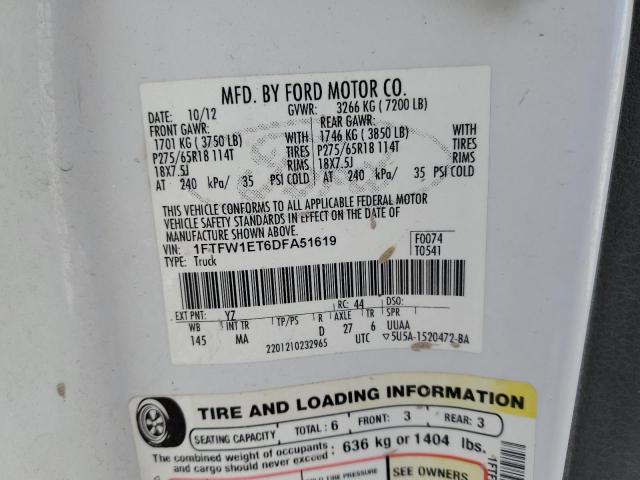 MFD. BY FORD MOTOR CO.
DATE: 10/12 GVWR: 3266 KG ( 7200 LB)
FRONT GAWR: REAR GAWR:
1701 KG ( 3750 LB) WITH 1746 KG ( 3850 LB) WITH
P275/65R18 114T TIRES P275/65R18 114T TIRES
18X7.5J RIMS 18X7.5J RIMS
AT 240 kPa/ 35 PSI COLD AT 240 kPa/ 35 PSI COLD
THIS VEHICLE CONFORMS TO ALL APPLICABLE FEDERAL MOTOR
VEHICLE SAFETY STANDARDS IN EFFECT ON THE DATE OF
MANUFACTURE SHOWN ABOVE.
VIN: 1FTFW1ET6DFA51619 F0074
TYPE: Truck T0541
EXT PNT: YZ RC: 44 DSO:
WB INT TR TP/PS R AXLE TR SPR
145 MA D 27 6 UUAA
2201210232965 UTC ▽5U5A-1520472-BA
TIRE AND LOADING INFORMATION
SEATING CAPACITY TOTAL: 6 FRONT: 3 REAR: 3
The combined weight of occupants and cargo should never exceed: 636 kg or 1404 lbs.
SEE OWNERS